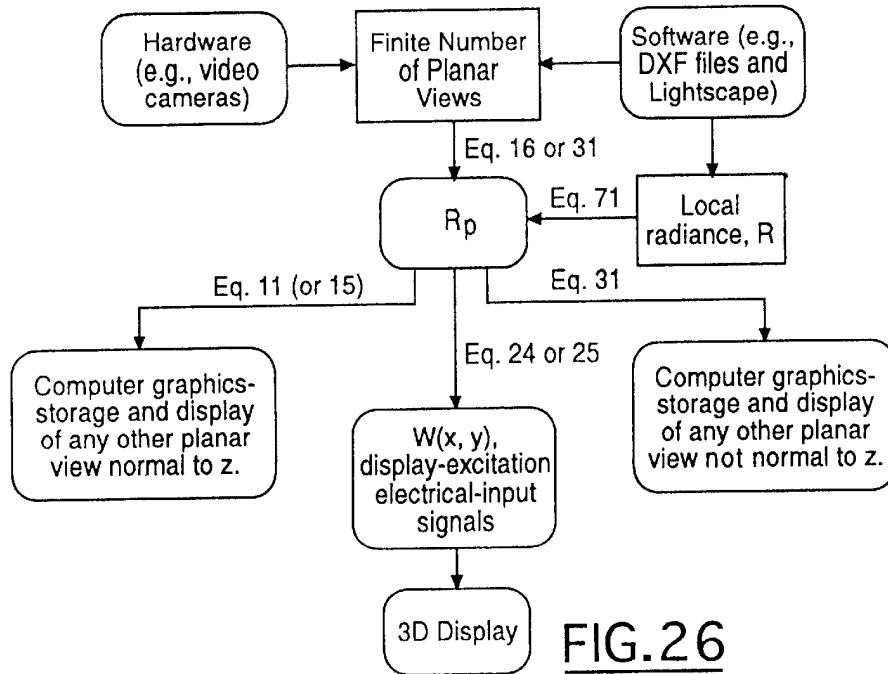 Hardware
(e.g., video
cameras)
Finite Number
of Planar
Views
Software (e.g.,
DXF files and
Lightscape)
Eq. 16 or 31
Rp
Eq. 71
Local
radiance, R
Eq. 11 (or 15)
Eq. 31
Eq. 24 or 25
Computer graphics-
storage and display
of any other planar
view normal to z.
W(x, y),
display-excitation
electrical-input
signals
Computer graphics-
storage and display
of any other planar
view not normal to z.
3D Display
FIG.26